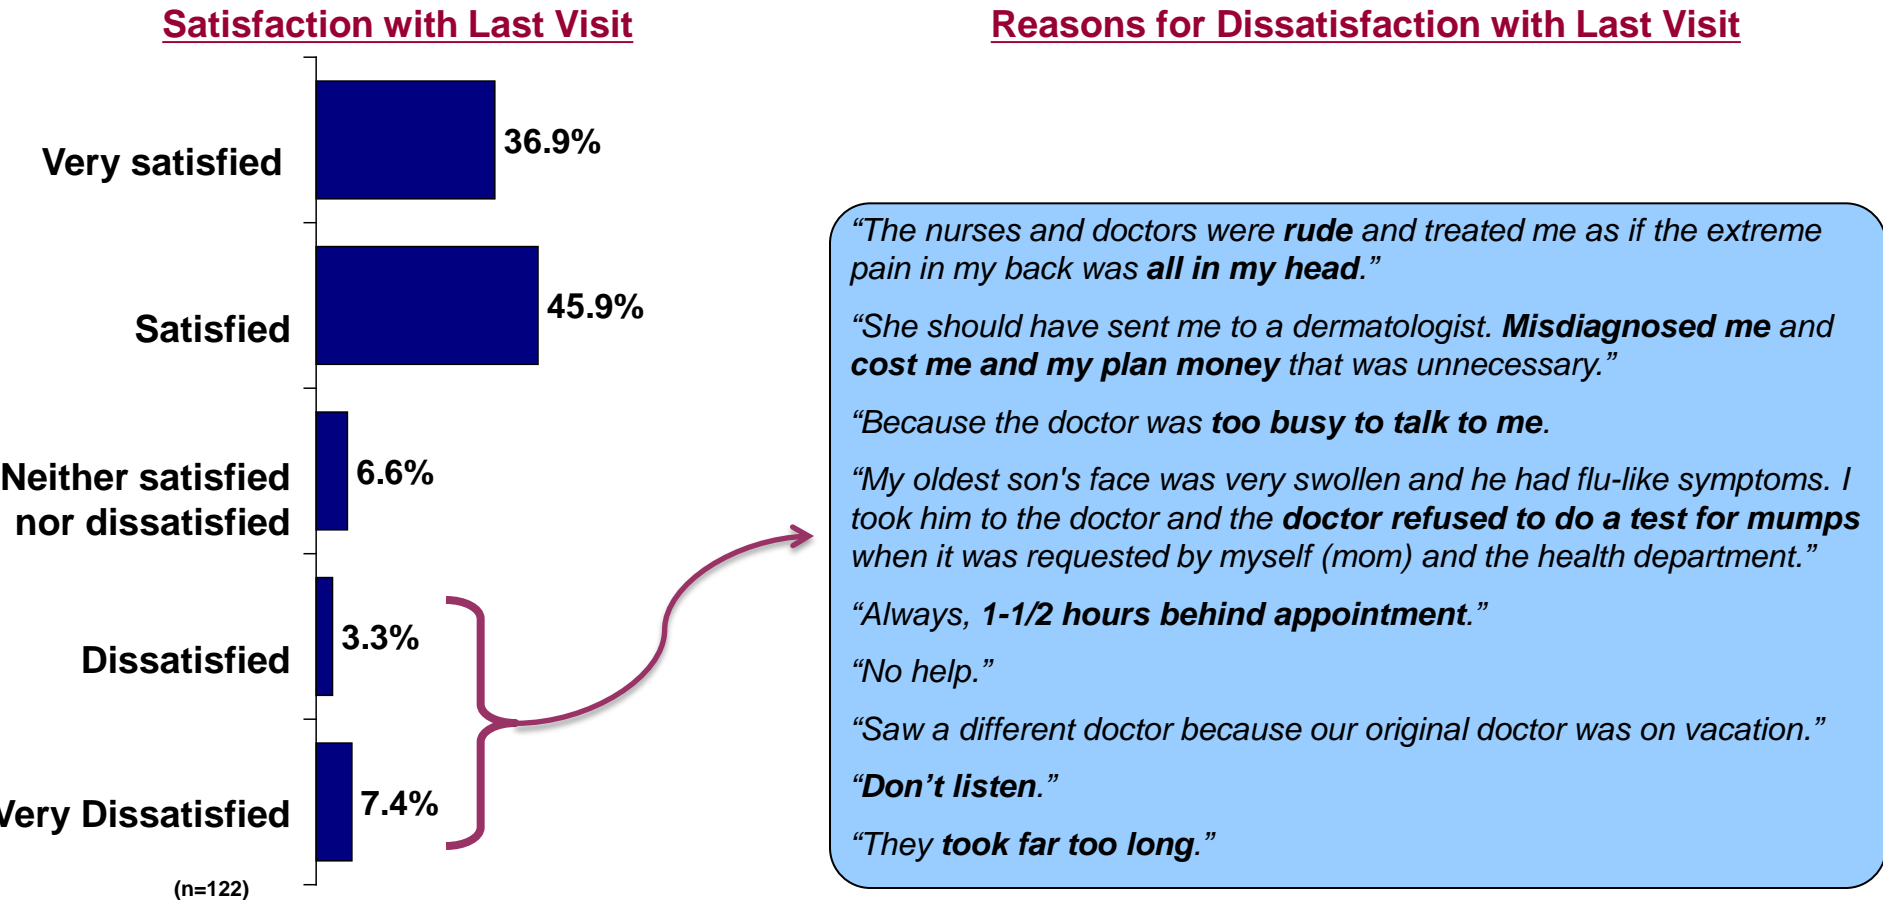 Satisfaction with Last Visit
Very satisfied
36.9%
Satisfied
45.9%
Neither satisfied
nor dissatisfied
6.6%
Dissatisfied
3.3%
Very Dissatisfied
7.4%
(n=122)
Reasons for Dissatisfaction with Last Visit
“The nurses and doctors were rude and treated me as if the extreme
pain in my back was all in my head.”
“She should have sent me to a dermatologist. Misdiagnosed me and
cost me and my plan money that was unnecessary.”
“Because the doctor was too busy to talk to me.
“My oldest son's face was very swollen and he had flu-like symptoms. I
took him to the doctor and the doctor refused to do a test for mumps
when it was requested by myself (mom) and the health department.”
“Always, 1-1/2 hours behind appointment.”
“No help.”
“Saw a different doctor because our original doctor was on vacation.”
“Don’t listen.”
“They took far too long.”